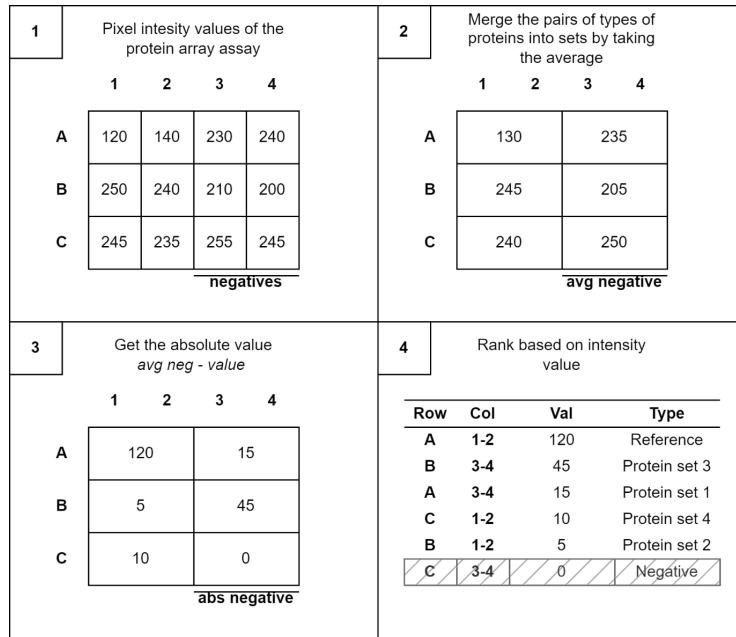 1
Pixel intesity values of the
protein array assay
1 2 3 4
A 120 140 230 240
B 250 240 210 200
C 245 235 255 245
negatives
2
Merge the pairs of types of
proteins into sets by taking
the average
1 2 3 4
A 130 235
B 245 205
C 240 250
avg negative
3
Get the absolute value
avg neg - value
1 2 3 4
A 120 15
B 5 45
C 10 0
abs negative
4
Rank based on intensity
value
Row Col Val Type
A 1-2 120 Reference
B 3-4 45 Protein set 3
A 3-4 15 Protein set 1
C 1-2 10 Protein set 4
B 1-2 5 Protein set 2
C 3-4 0 Negative